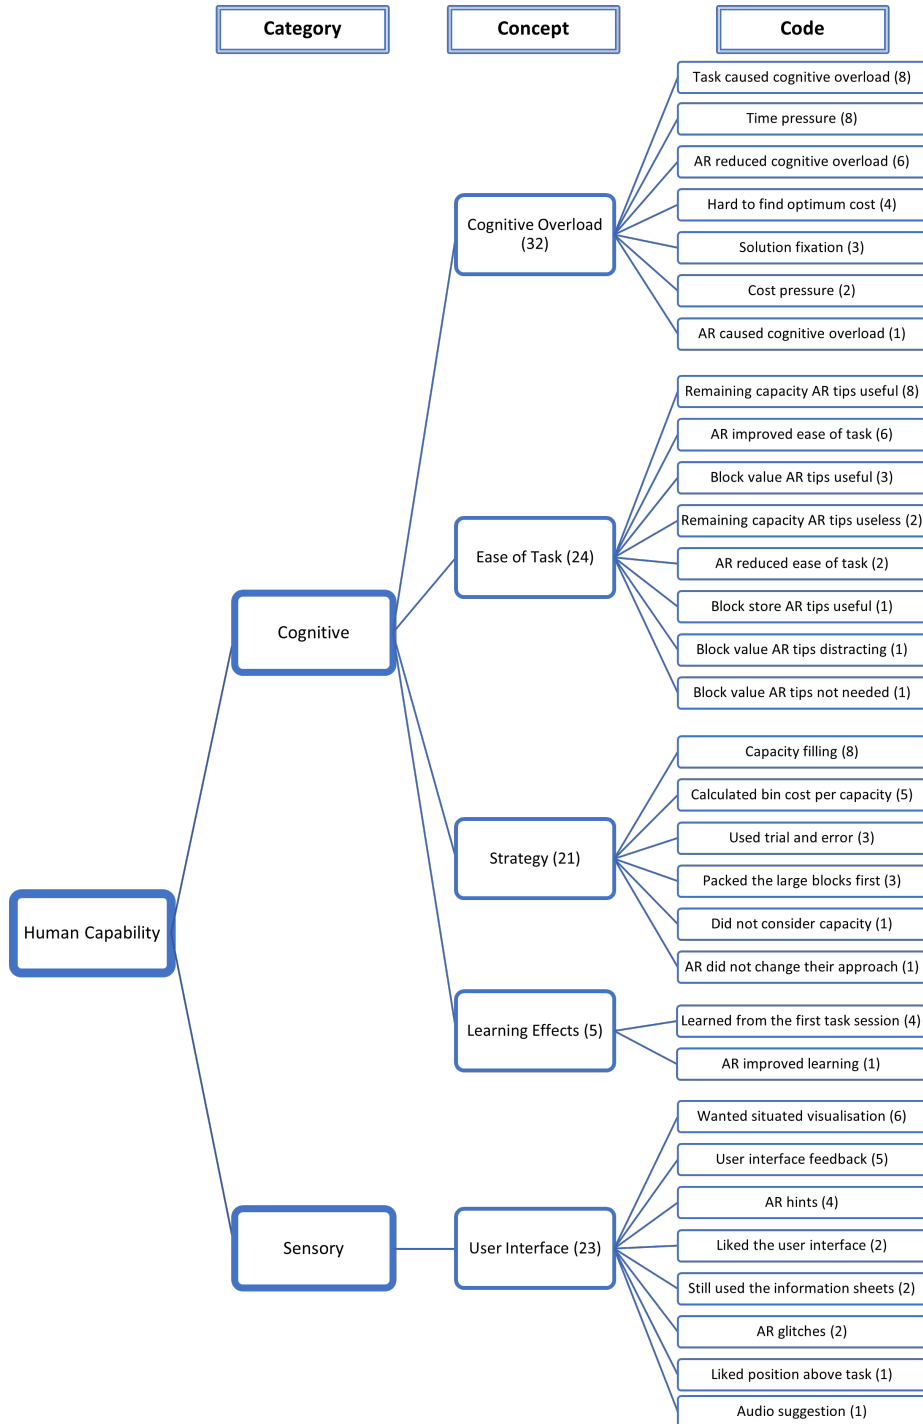 Category
Concept
Code
Task caused cognitive overload (8)
Time pressure (8)
AR reduced cognitive overload (6)
Hard to find optimum cost (4)
Solution fixation (3)
Cost pressure (2)
AR caused cognitive overload (1)
Cognitive Overload
(32)
Remaining capacity AR tips useful (8)
AR improved ease of task (6)
Block value AR tips useful (3)
Remaining capacity AR tips useless (2)
AR reduced ease of task (2)
Block store AR tips useful (1)
Block value AR tips distracting (1)
Block value AR tips not needed (1)
Ease of Task (24)
Cognitive
Capacity filling (8)
Calculated bin cost per capacity (5)
Used trial and error (3)
Packed the large blocks first (3)
Did not consider capacity (1)
AR did not change their approach (1)
Strategy (21)
Human Capability
Learned from the first task session (4)
AR improved learning (1)
Learning Effects (5)
Wanted situated visualisation (6)
User interface feedback (5)
AR hints (4)
Liked the user interface (2)
Still used the information sheets (2)
AR glitches (2)
Liked position above task (1)
Audio suggestion (1)
Sensory
User Interface (23)